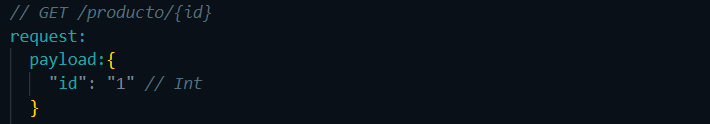 // GET /producto/{id}
request:
payload:{
"id": "1" // Int
}